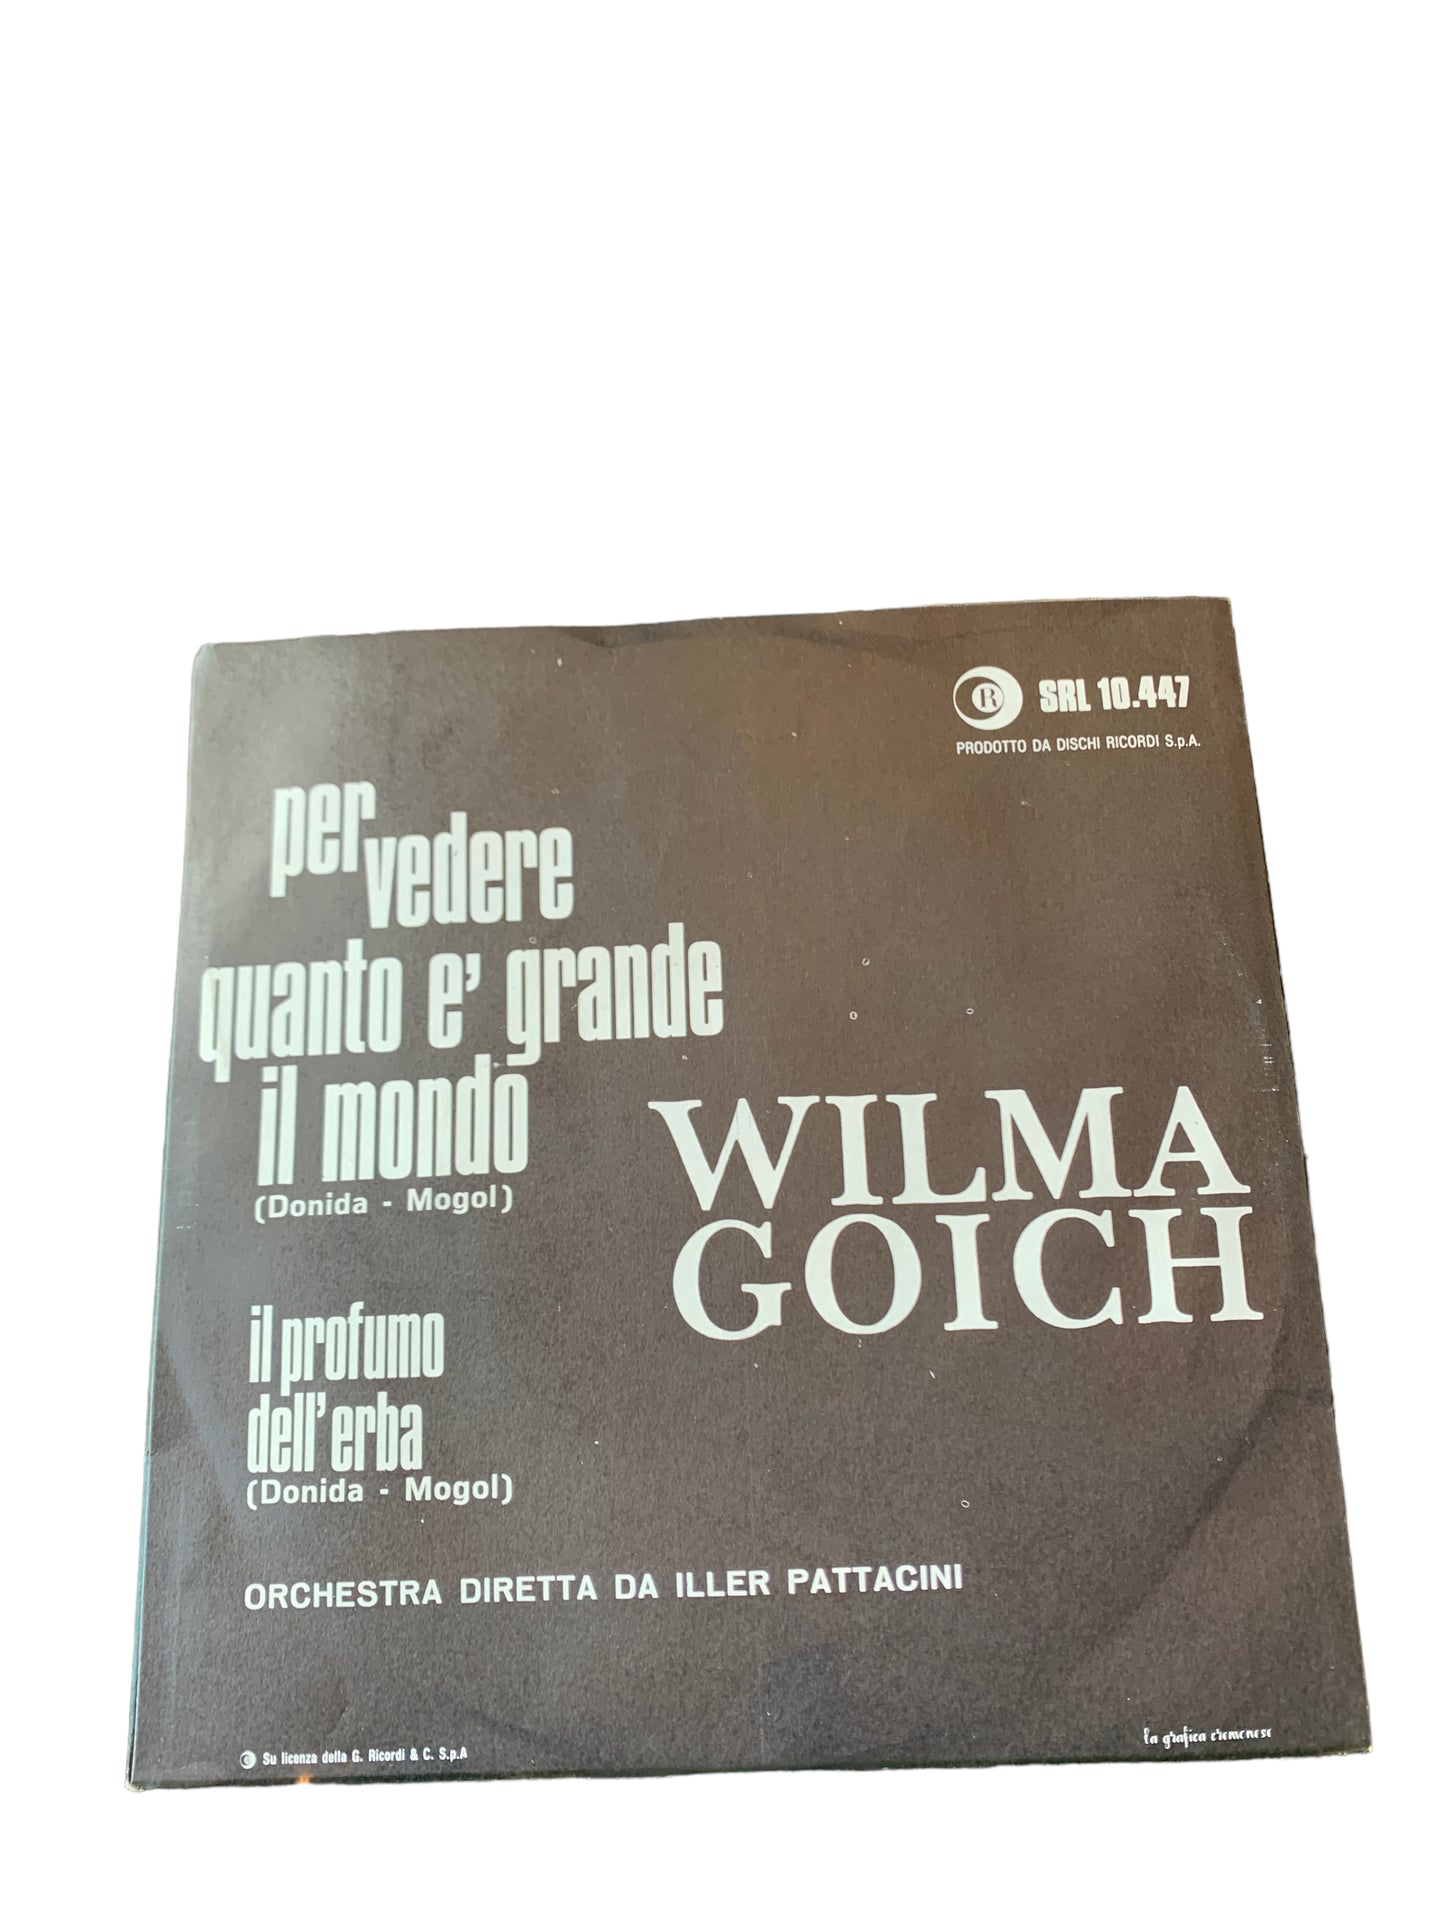 R SRL 10.447
PRODOTTO DA DISCHI RICORDI S.p.A.
per
vedere
quanto e' grande
il mondo
(Donida - Mogol)
WILMA
GOICH
il profumo
dell'erba
(Donida - Mogol)
ORCHESTRA DIRETTA DA ILLER PATTACINI
Su licenza della G. Ricordi & C. S.p.A
la grafica cremonese